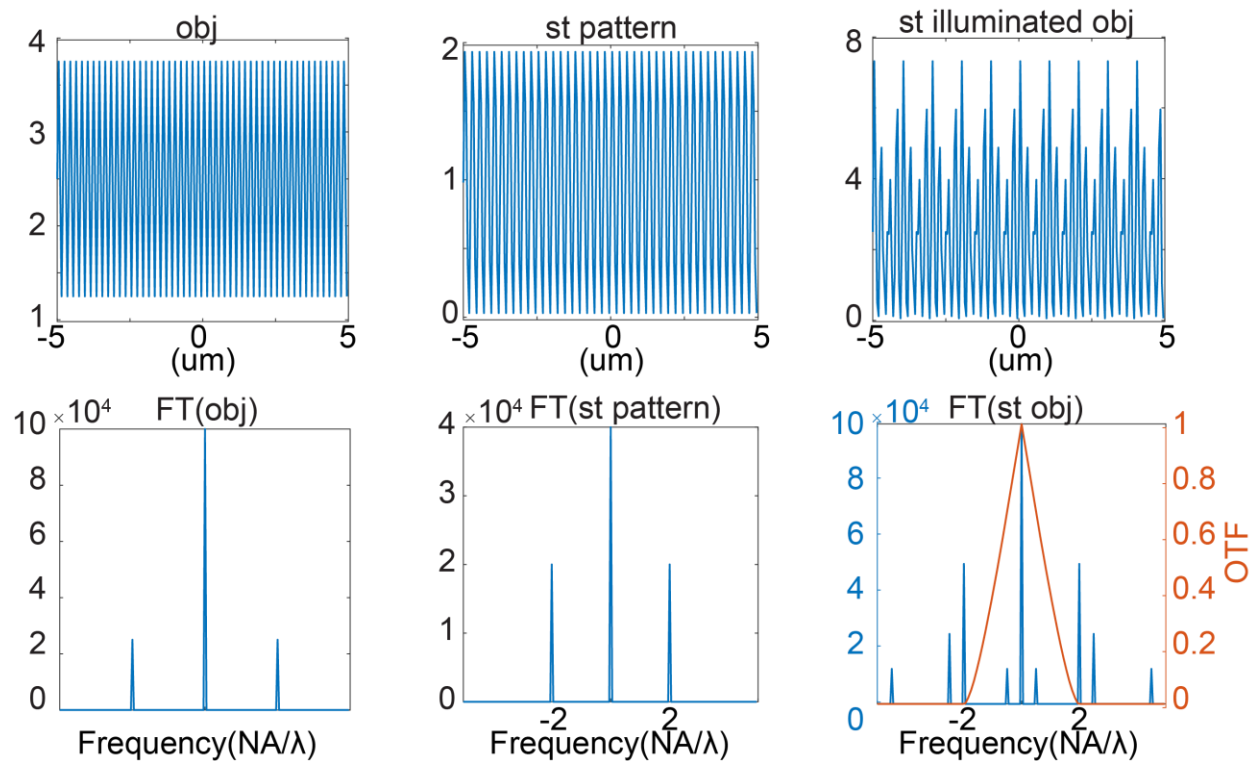 obj
4
3
2
1
-5 0 5
(um)
st pattern
2
1
0
-5 0 5
(um)
st illuminated obj
8
4
0
-5 0 5
(um)
10 ×10⁴ FT(obj)
8
6
4
2
0
Frequency(NA/λ)
4 ×10⁴ FT(st pattern)
3
2
1
0
-2 2
Frequency(NA/λ)
10 ×10⁴ FT(st obj)
8
6
4
2
0
1
0.8
0.6
0.4
0.2
0
OTF
-2 2
Frequency(NA/λ)